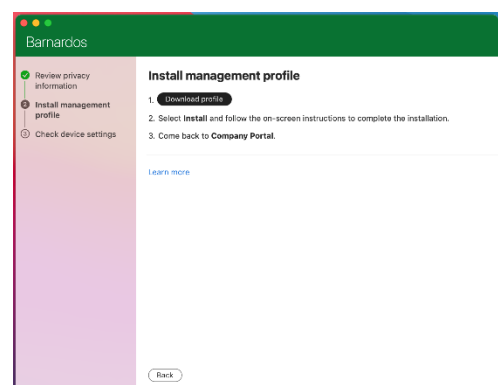 Barnardos
Review privacy
information
2 Install management
profile
3 Check device settings
Install management profile
1. Download profile
2. Select Install and follow the on-screen instructions to complete the installation.
3. Come back to Company Portal.
Learn more
Back